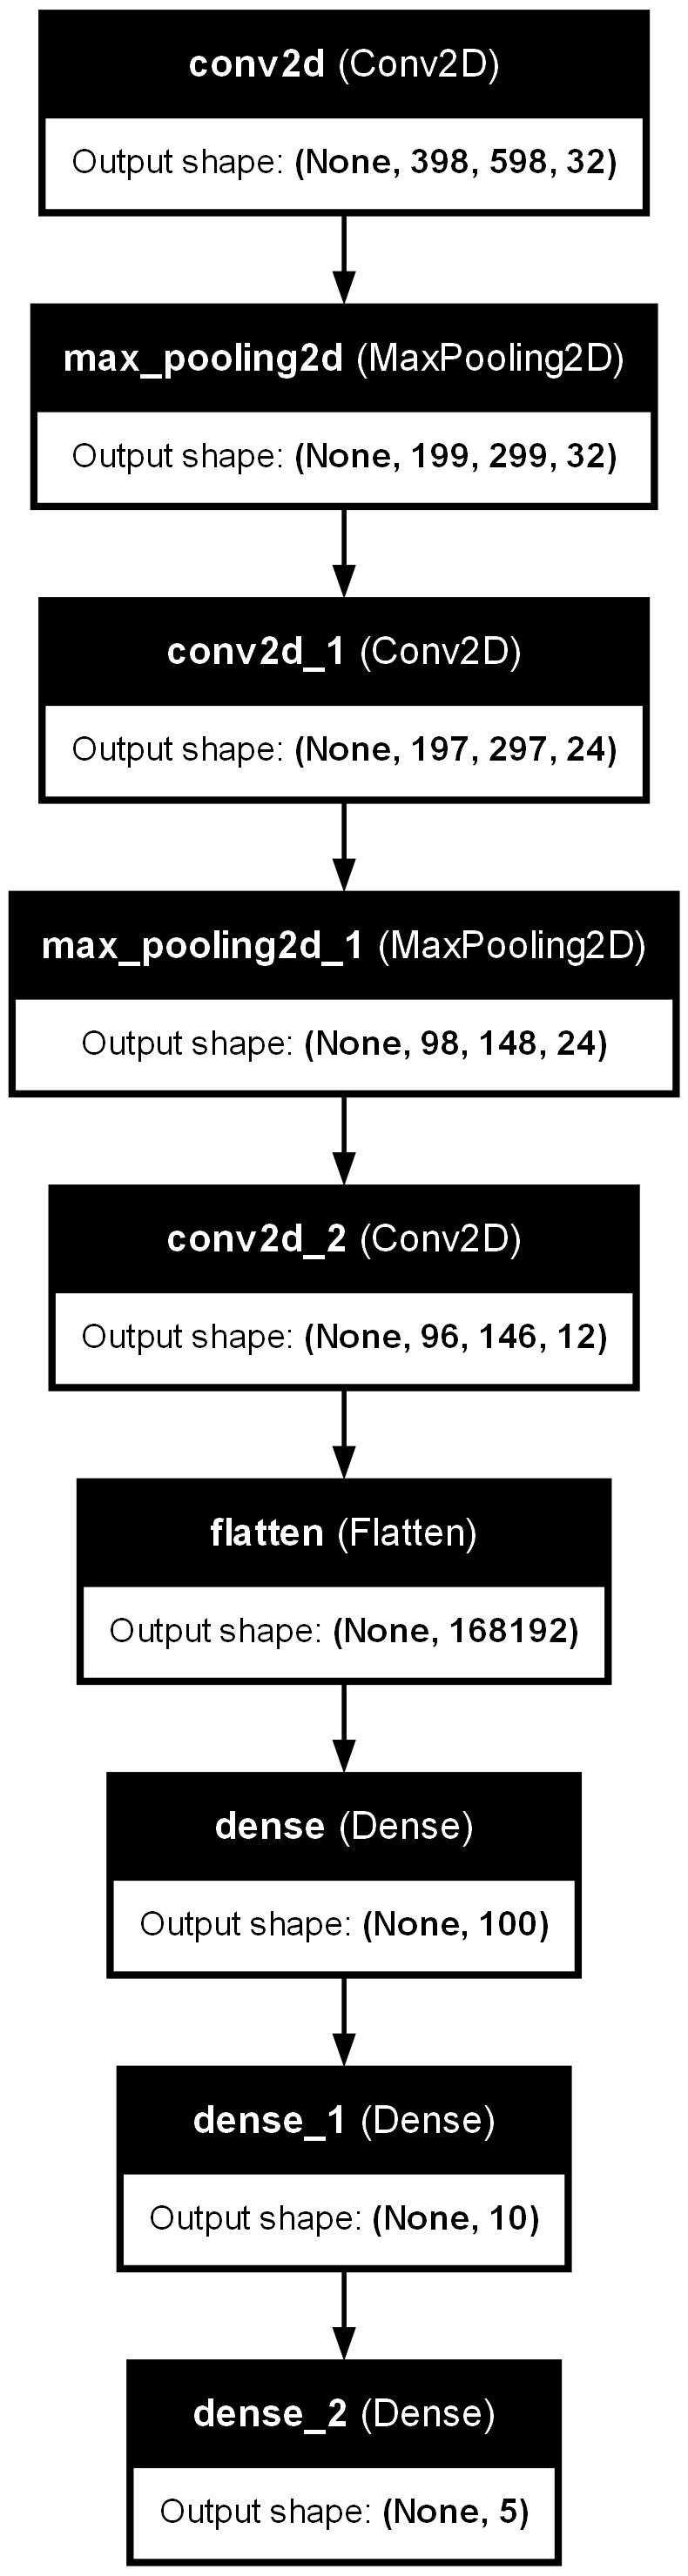 conv2d (Conv2D)
Output shape: (None, 398, 598, 32)
max_pooling2d (MaxPooling2D)
Output shape: (None, 199, 299, 32)
conv2d_1 (Conv2D)
Output shape: (None, 197, 297, 24)
max_pooling2d_1 (MaxPooling2D)
Output shape: (None, 98, 148, 24)
conv2d_2 (Conv2D)
Output shape: (None, 96, 146, 12)
flatten (Flatten)
Output shape: (None, 168192)
dense (Dense)
Output shape: (None, 100)
dense_1 (Dense)
Output shape: (None, 10)
dense_2 (Dense)
Output shape: (None, 5)